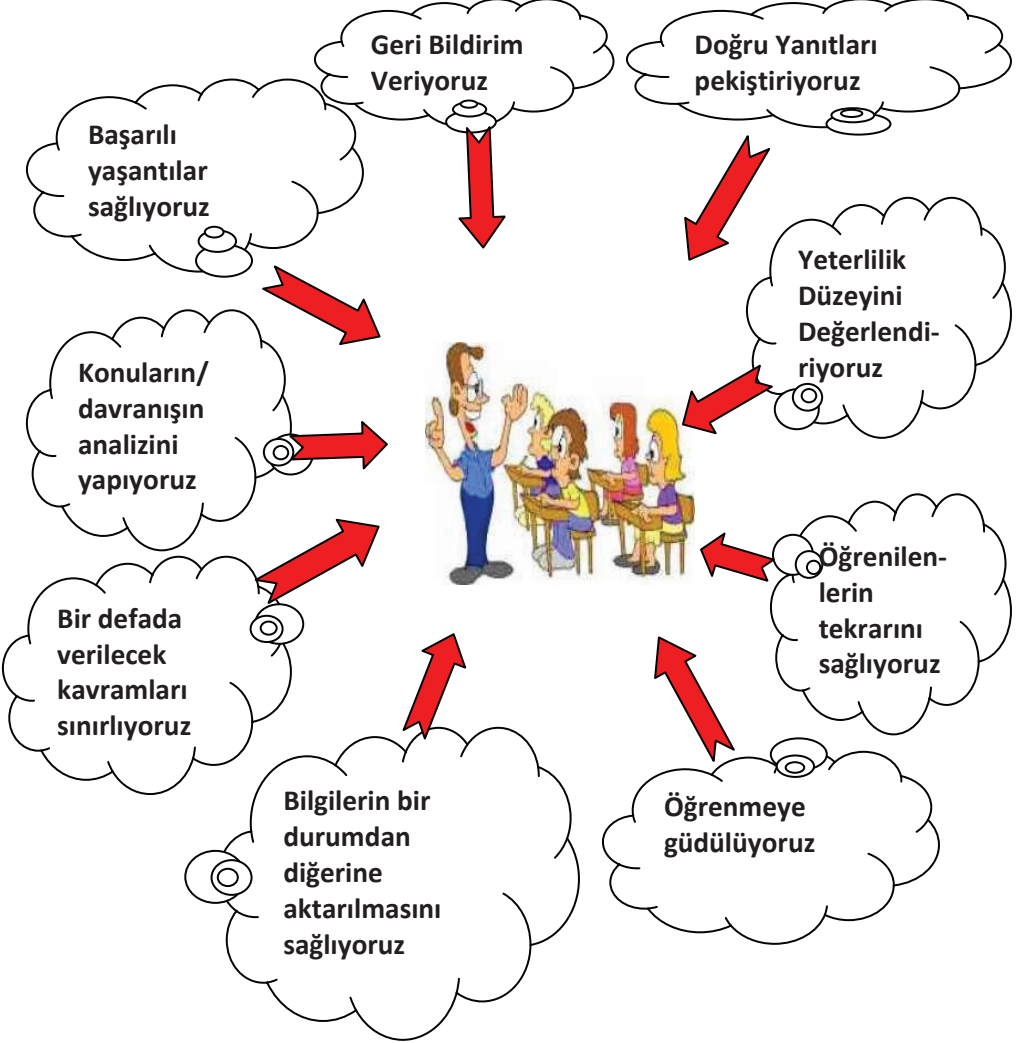 Geri Bildirim
Veriyoruz
Doğru Yanıtları
pekiştiriyoruz
Başarılı
yaşantılar
sağlıyoruz
Yeterlilik
Düzeyini
Değerlendi-
riyoruz
Konuların/
davranışın
analizini
yapıyoruz
Öğrenilen-
lerin
tekrarını
sağlıyoruz
Bir defada
verilecek
kavramları
sınırlıyoruz
Bilgilerin bir
durumdan
diğerine
aktarılmasını
sağlıyoruz
Öğrenmeye
güdülüyoruz